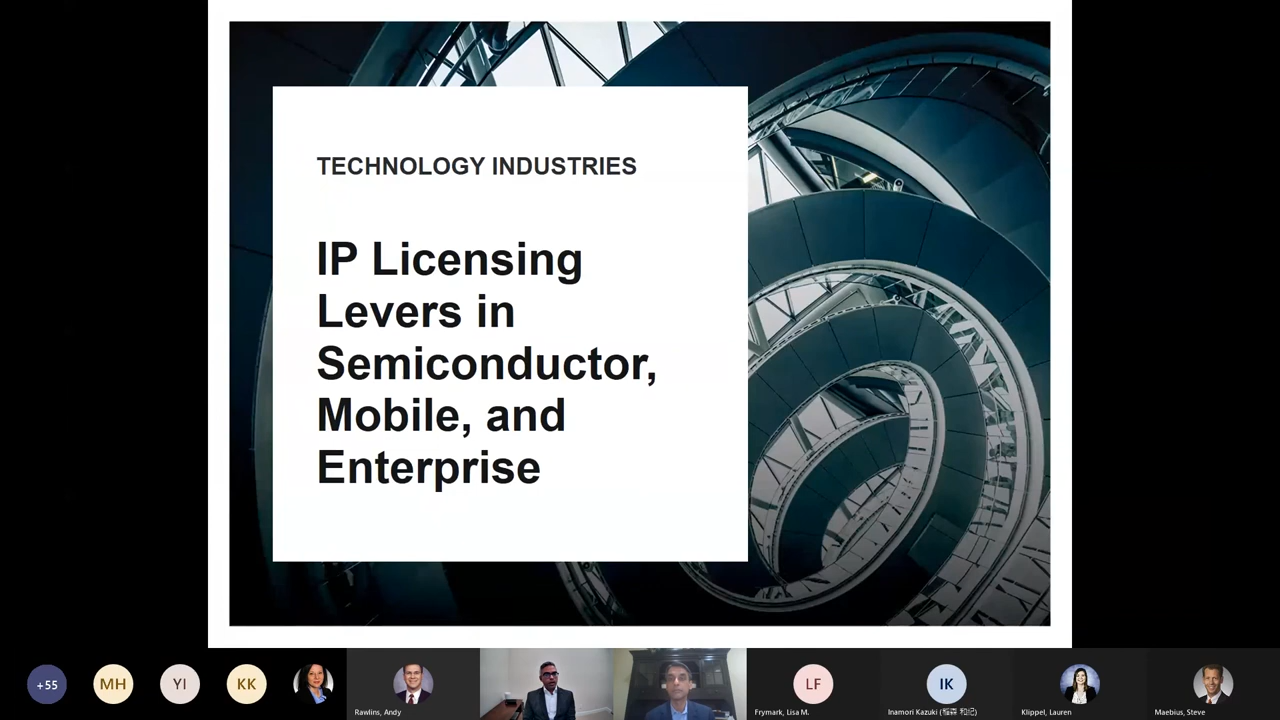 TECHNOLOGY INDUSTRIES
IP Licensing
Levers in
Semiconductor,
Mobile, and
Enterprise
+55
MH
YI
KK
Rawlins, Andy
LF
Frymark, Lisa M.
IK
Inamori Kazuki
Klippel, Lauren
Maebius, Steve